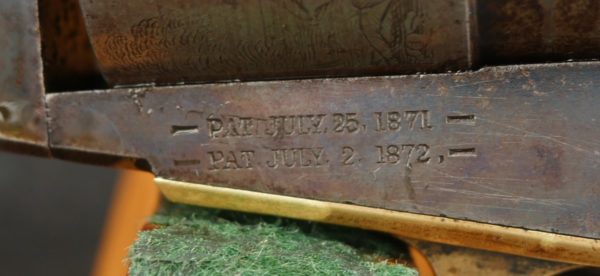 — PAT. JULY. 25. 1871. —
— PAT. JULY. 2. 1872, —